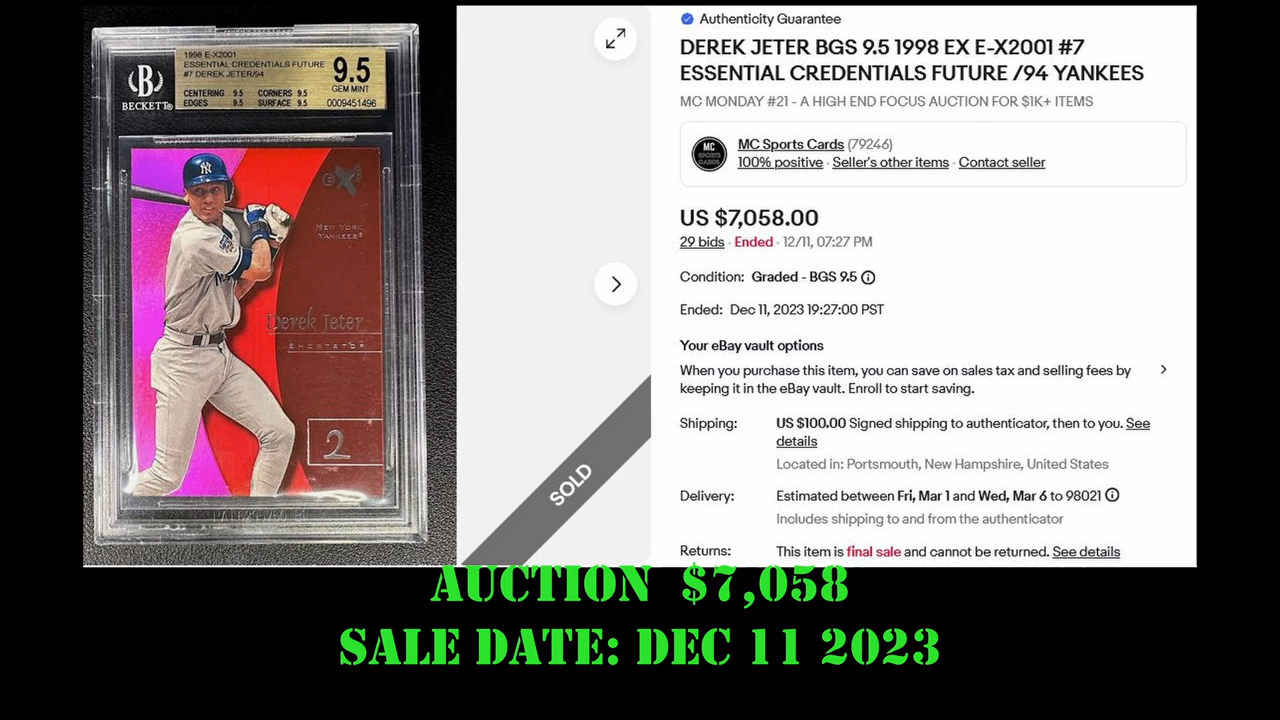 1998 E-X2001
ESSENTIAL CREDENTIALS FUTURE
#7 DEREK JETER/94
9.5
GEM MINT
CENTERING 9.5 CORNERS 9.5
EDGES 9.5 SURFACE 9.5
0009451496
B
BECKETT®
NY
NEW YORK
YANKEES
Derek Jeter
SHORTSTOP
2
SOLD
Authenticity Guarantee
DEREK JETER BGS 9.5 1998 EX E-X2001 #7
ESSENTIAL CREDENTIALS FUTURE /94 YANKEES
MC MONDAY #21 - A HIGH END FOCUS AUCTION FOR $1K+ ITEMS
MC
SPORTS
CARDS
MC Sports Cards (79246)
100% positive · Seller's other items · Contact seller
US $7,058.00
29 bids · Ended · 12/11, 07:27 PM
Condition: Graded - BGS 9.5
Ended: Dec 11, 2023 19:27:00 PST
Your eBay vault options
When you purchase this item, you can save on sales tax and selling fees by
keeping it in the eBay vault. Enroll to start saving.
Shipping: US $100.00 Signed shipping to authenticator, then to you. See
details
Located in: Portsmouth, New Hampshire, United States
Delivery: Estimated between Fri, Mar 1 and Wed, Mar 6 to 98021
Includes shipping to and from the authenticator
Returns: This item is final sale and cannot be returned. See details
AUCTION $7,058
SALE DATE: DEC 11 2023